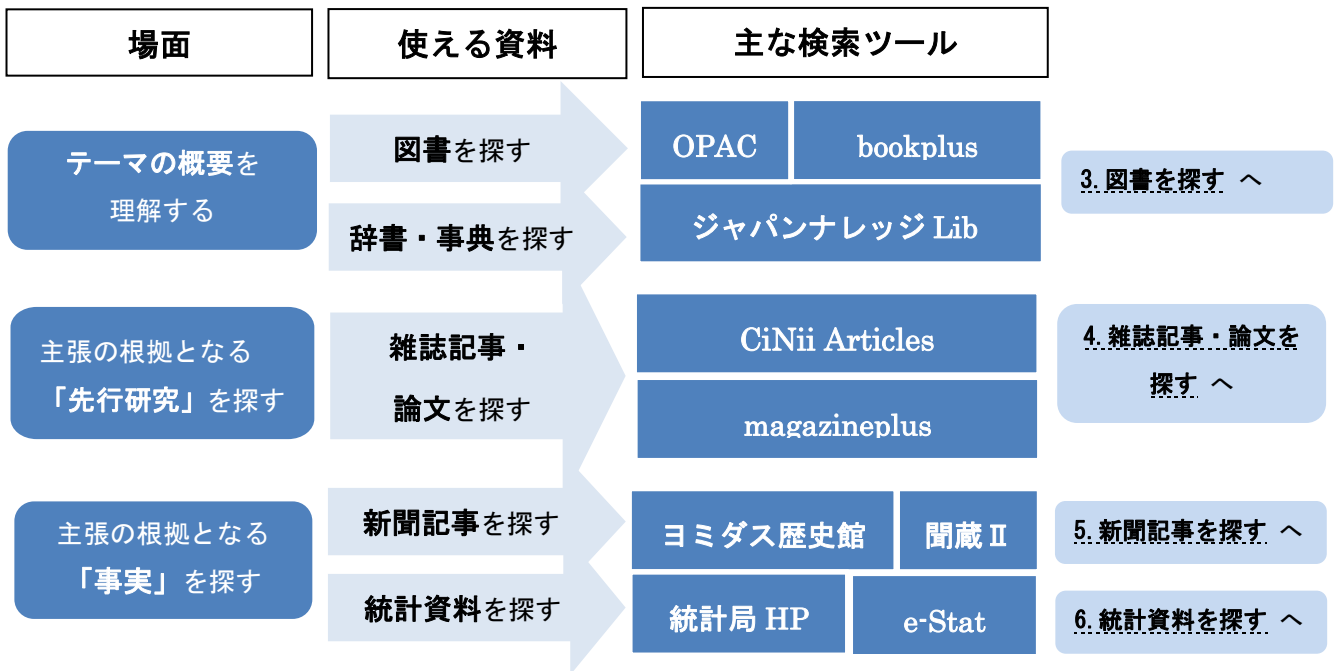 場面
使える資料
主な検索ツール
テーマの概要を
理解する
図書を探す
辞書・事典を探す
OPAC
bookplus
ジャパンナレッジ Lib
3. 図書を探す へ
主張の根拠となる
「先行研究」を探す
雑誌記事・
論文を探す
CiNii Articles
magazineplus
4. 雑誌記事・論文を
探す へ
主張の根拠となる
「事実」を探す
新聞記事を探す
統計資料を探す
ヨミダス歴史館
聞蔵Ⅱ
統計局 HP
e-Stat
5. 新聞記事を探す へ
6. 統計資料を探す へ